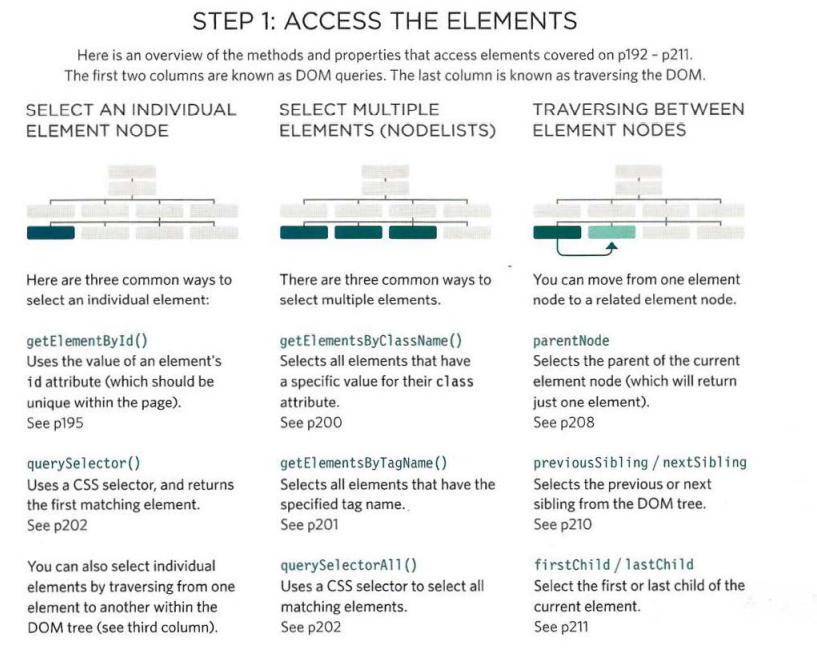 STEP 1: ACCESS THE ELEMENTS
Here is an overview of the methods and properties that access elements covered on p192 – p211.
The first two columns are known as DOM queries. The last column is known as traversing the DOM.
SELECT AN INDIVIDUAL
ELEMENT NODE
Here are three common ways to
select an individual element:
getElementById()
Uses the value of an element's
id attribute (which should be
unique within the page).
See p195
querySelector()
Uses a CSS selector, and returns
the first matching element.
See p202
You can also select individual
elements by traversing from one
element to another within the
DOM tree (see third column).
SELECT MULTIPLE
ELEMENTS (NODELISTS)
There are three common ways to
select multiple elements.
getElementsByClassName()
Selects all elements that have
a specific value for their class
attribute.
See p200
getElementsByTagName()
Selects all elements that have the
specified tag name.
See p201
querySelectorAll()
Uses a CSS selector to select all
matching elements.
See p202
TRAVERSING BETWEEN
ELEMENT NODES
You can move from one element
node to a related element node.
parentNode
Selects the parent of the current
element node (which will return
just one element).
See p208
previousSibling / nextSibling
Selects the previous or next
sibling from the DOM tree.
See p210
firstChild / lastChild
Select the first or last child of the
current element.
See p211